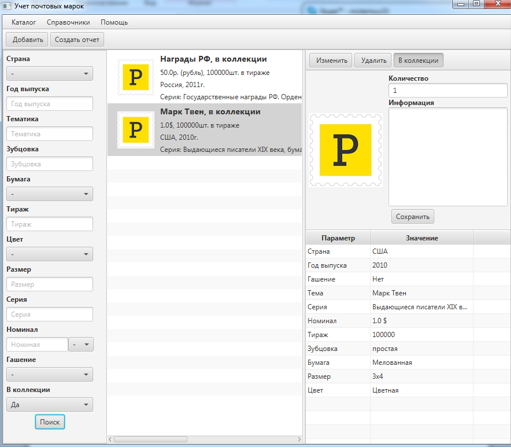 Учет почтовых марок
Каталог Справочники Помощь
Добавить Создать отчет
Страна
-
Год выпуска
Год выпуска
Тематика
Тематика
Зубцовка
Зубцовка
Бумага
-
Тираж
Тираж
Цвет
-
Размер
Размер
Серия
Серия
Номинал
Номинал -
Гашение
-
В коллекции
Да
Поиск
P
Награды РФ, в коллекции
50.0р. (рубль), 100000шт. в тираже
Россия, 2011г.
Серия: Государственные награды РФ. Орден
P
Марк Твен, в коллекции
1.0$, 100000шт. в тираже
США, 2010г.
Серия: Выдающиеся писатели XIX века, бума
Изменить Удалить В коллекции
P
Количество
1
Информация
Сохранить
Параметр Значение
Страна США
Год выпуска 2010
Гашение Нет
Тема Марк Твен
Серия Выдающиеся писатели XIX в...
Номинал 1.0 $
Тираж 100000
Зубцовка простая
Бумага Мелованная
Размер 3x4
Цвет Цветная